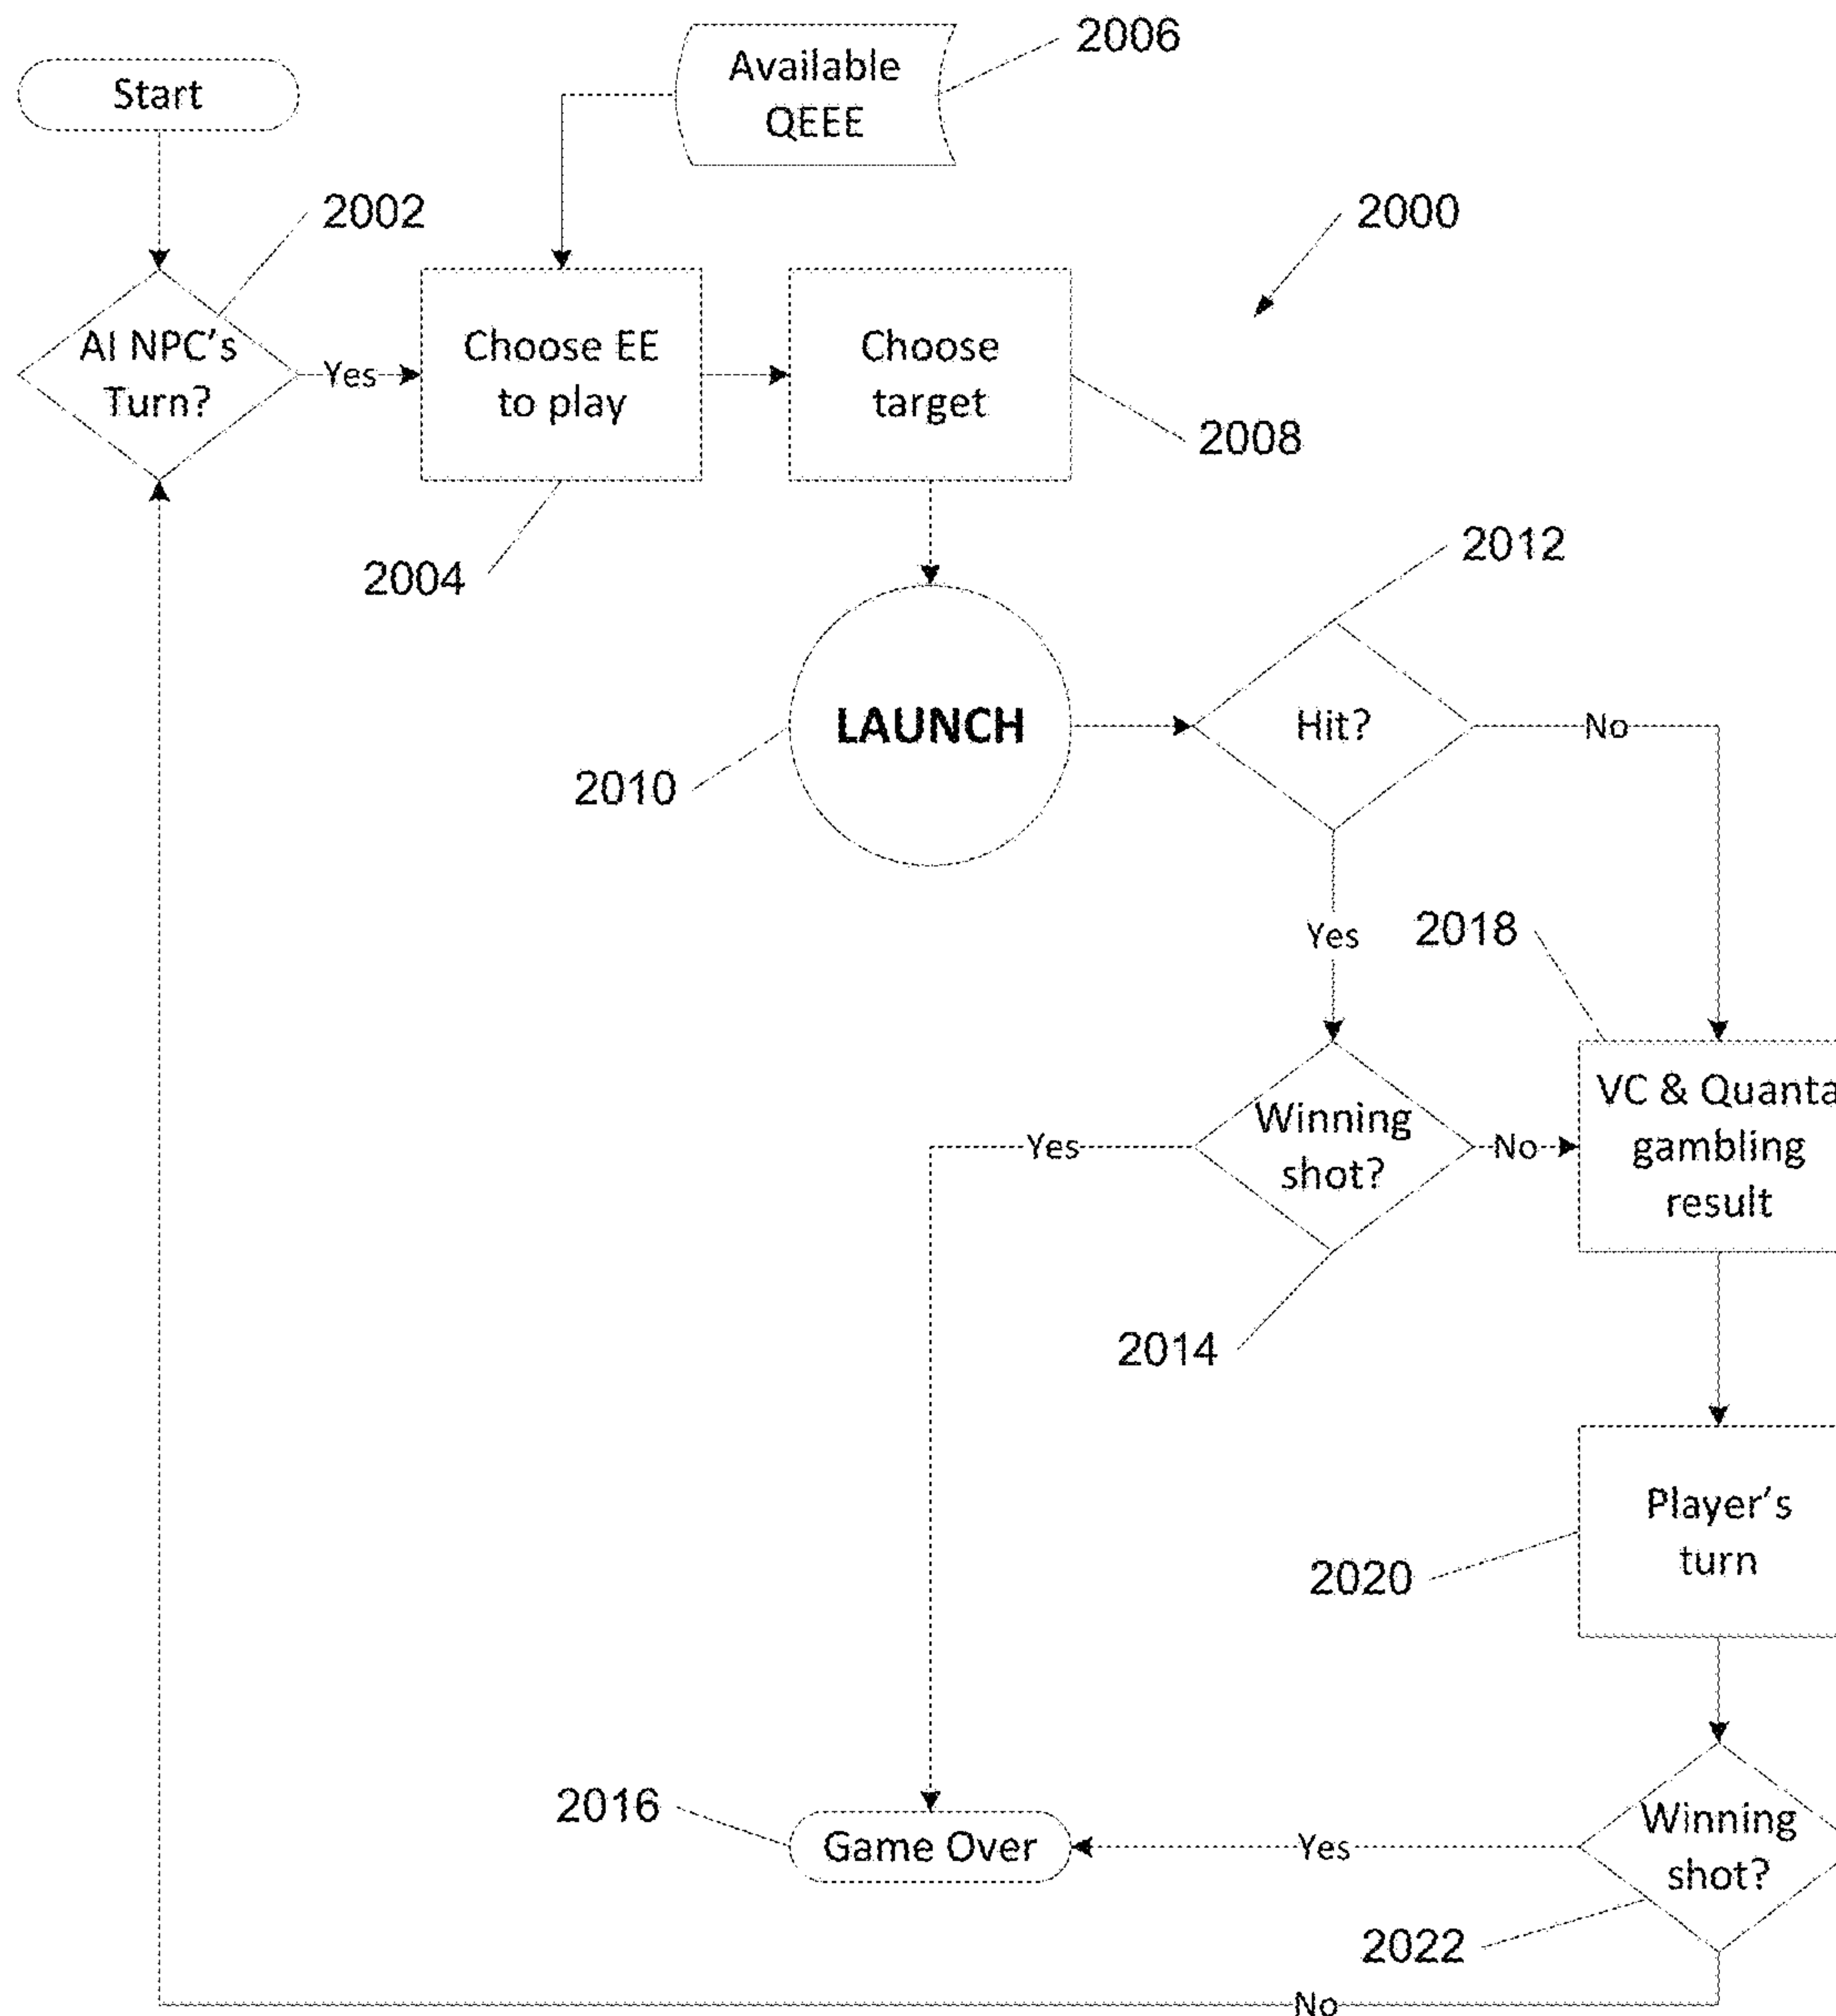 Start
Available
QEEE
2006
2002
2000
AI NPC's
Turn?
Yes
Choose EE
to play
Choose
target
2008
2004
2012
LAUNCH
Hit?
No
2010
Yes
2018
VC & Quanta
gambling
result
Winning
shot?
Yes
No
2014
Player's
turn
2020
2016
Game Over
Yes
Winning
shot?
2022
No